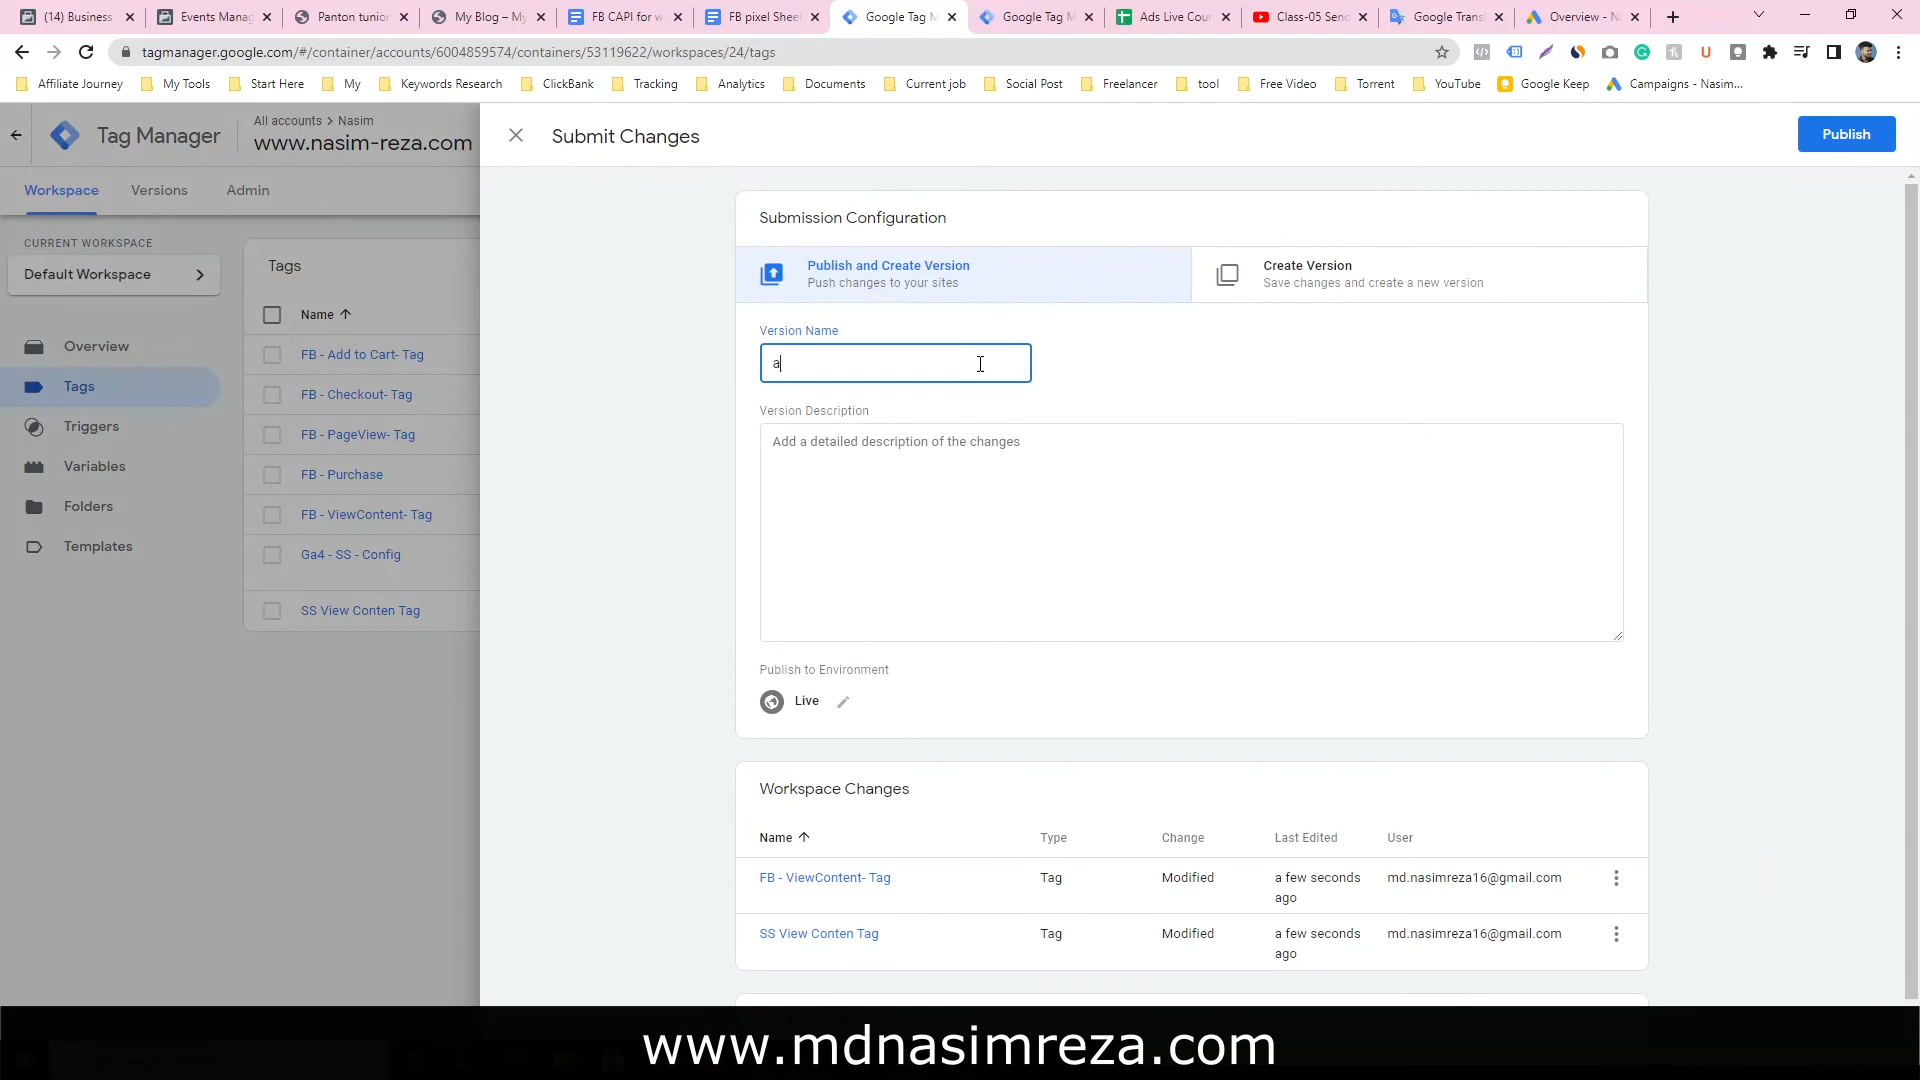 (14) Business
Events Manag
Panton tunior
My Blog – My
FB CAPI for w
FB pixel Sheet
Google Tag M
Google Tag M
Ads Live Cour
Class-05 Send
Google Trans
Overview - N
tagmanager.google.com/#/container/accounts/6004859574/containers/53119622/workspaces/24/tags
Affiliate Journey
My Tools
Start Here
My
Keywords Research
ClickBank
Tracking
Analytics
Documents
Current job
Social Post
Freelancer
tool
Free Video
Torrent
YouTube
Google Keep
Campaigns - Nasim...
Tag Manager
All accounts > Nasim
www.nasim-reza.com
Submit Changes
Publish
Workspace
Versions
Admin
CURRENT WORKSPACE
Default Workspace
Overview
Tags
Triggers
Variables
Folders
Templates
Tags
Name
FB - Add to Cart- Tag
FB - Checkout- Tag
FB - PageView- Tag
FB - Purchase
FB - ViewContent- Tag
Ga4 - SS - Config
SS View Conten Tag
Submission Configuration
Publish and Create Version
Push changes to your sites
Create Version
Save changes and create a new version
Version Name
a
Version Description
Add a detailed description of the changes
Publish to Environment
Live
Workspace Changes
Name
Type
Change
Last Edited
User
FB - ViewContent- Tag
Tag
Modified
a few seconds
ago
md.nasimreza16@gmail.com
SS View Conten Tag
Tag
Modified
a few seconds
ago
md.nasimreza16@gmail.com
www.mdnasimreza.com